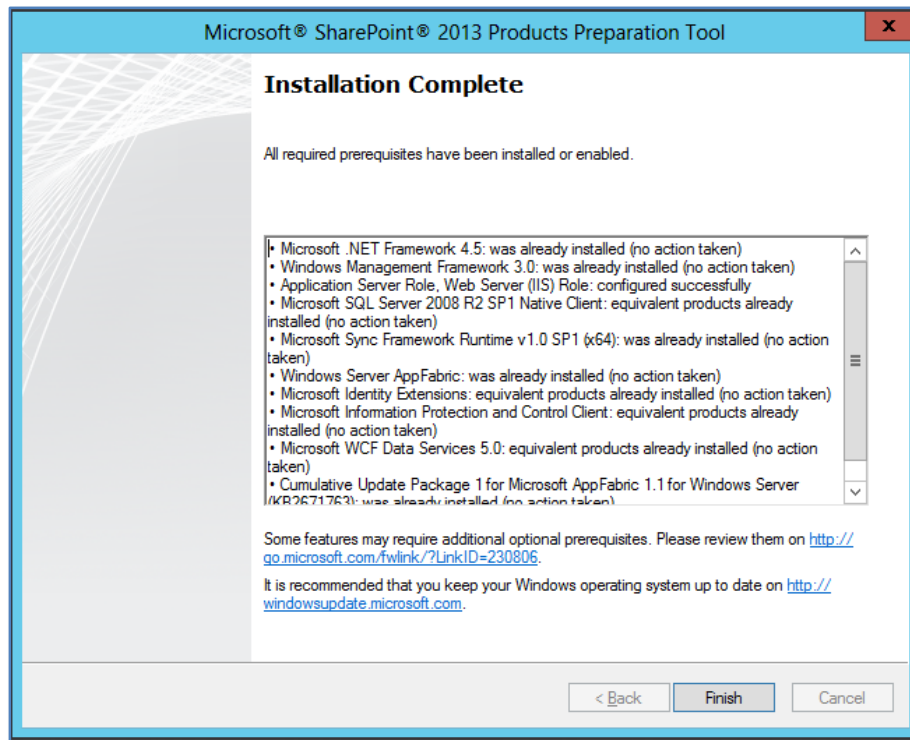 Microsoft® SharePoint® 2013 Products Preparation Tool
x
Installation Complete
All required prerequisites have been installed or enabled.
• Microsoft .NET Framework 4.5: was already installed (no action taken)
• Windows Management Framework 3.0: was already installed (no action taken)
• Application Server Role, Web Server (IIS) Role: configured successfully
• Microsoft SQL Server 2008 R2 SP1 Native Client: equivalent products already
installed (no action taken)
• Microsoft Sync Framework Runtime v1.0 SP1 (x64): was already installed (no action
taken)
• Windows Server AppFabric: was already installed (no action taken)
• Microsoft Identity Extensions: equivalent products already installed (no action taken)
• Microsoft Information Protection and Control Client: equivalent products already
installed (no action taken)
• Microsoft WCF Data Services 5.0: equivalent products already installed (no action
taken)
• Cumulative Update Package 1 for Microsoft AppFabric 1.1 for Windows Server
(KB2671763): was already installed (no action taken)
Some features may require additional optional prerequisites. Please review them on http://
go.microsoft.com/fwlink/?LinkID=230806.
It is recommended that you keep your Windows operating system up to date on http://
windowsupdate.microsoft.com.
< Back
Finish
Cancel